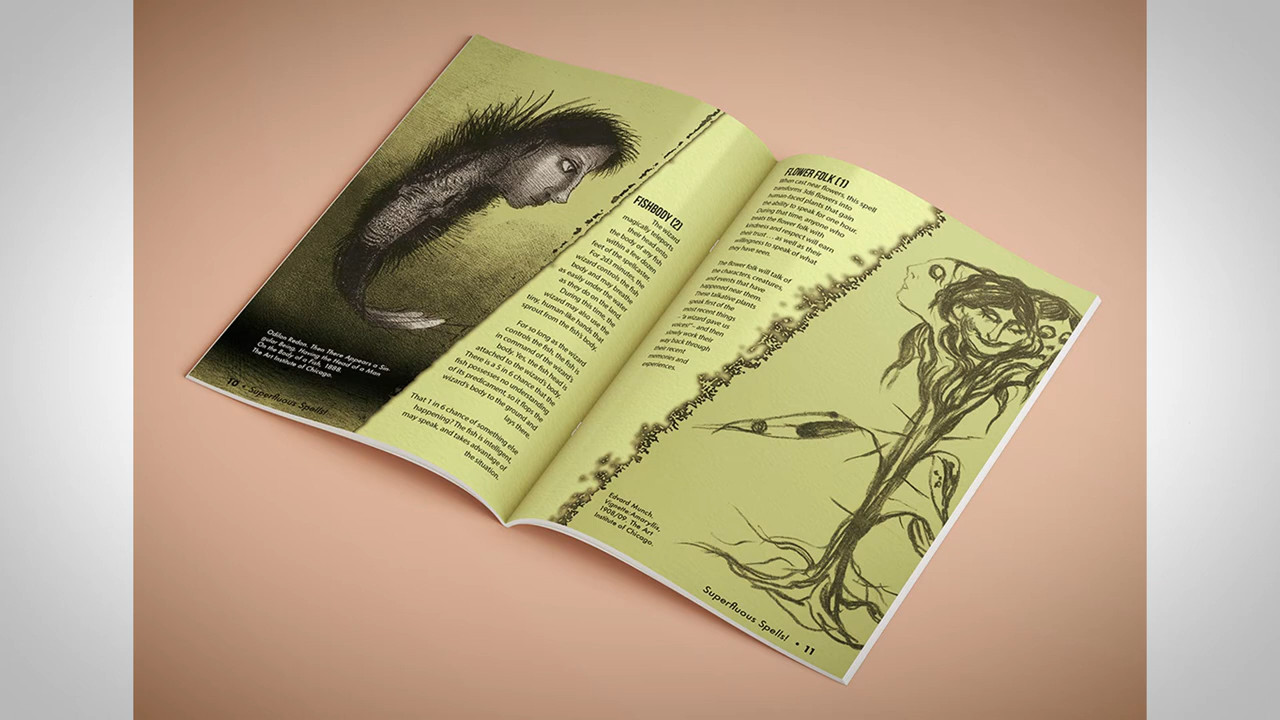 FISHBODY (2)
The wizard
magically teleports
their head onto
the body of any fish
within a few dozen
feet of the spellcaster.
For 2d3 minutes, the
wizard controls the fish
body and may breathe
as easily under the water
as they do on the land.
During this time, the
wizard may also use the
tiny, human-like hands that
sprout from the fish's body.
For so long as the wizard
controls the fish, the fish is
in command of the wizard's
body. Yes, the fish head is
attached to the wizard's body.
There is a 5 in 6 chance that the
fish possesses no understanding
of its predicament, so it flops the
wizard's body to the ground and
lays there.
That 1 in 6 chance of something else
happening? The fish is intelligent,
may speak, and takes advantage of
the situation.
Odilon Redon. Then There Appears a Sin-
gular Being, Having the Head of a Man
On the Body of a Fish, 1888.
The Art Institute of Chicago.
10 • Superfluous Spells!
FLOWER FOLK (1)
When cast near flowers, this spell
transforms 3d6 flowers into
human-faced plants that gain
the ability to speak for one hour.
During that time, anyone who
treats the flower folk with
kindness and respect will earn
their trust — as well as their
willingness to speak of what
they have seen.
The flower folk will talk of
the characters, creatures,
and events that have
happened near them.
These talkative plants
speak first of the
most recent things
– "a wizard gave us
voices!"– and then
slowly work their
way back through
their recent
memories and
experiences.
Edvard Munch.
Vignette: Amaryllis,
1908/09. The Art
Institute of Chicago.
Superfluous Spells! • 11